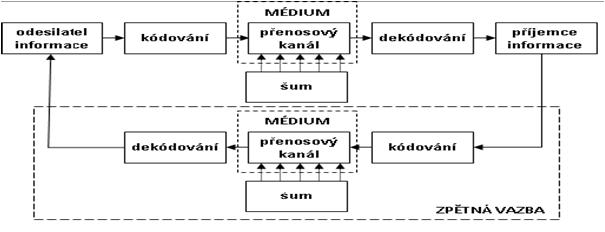 MÉDIUM
odesilatel
informace
kódování
přenosový
kanál
dekódování
příjemce
informace
šum
MÉDIUM
dekódování
přenosový
kanál
kódování
šum
ZPĚTNÁ VAZBA